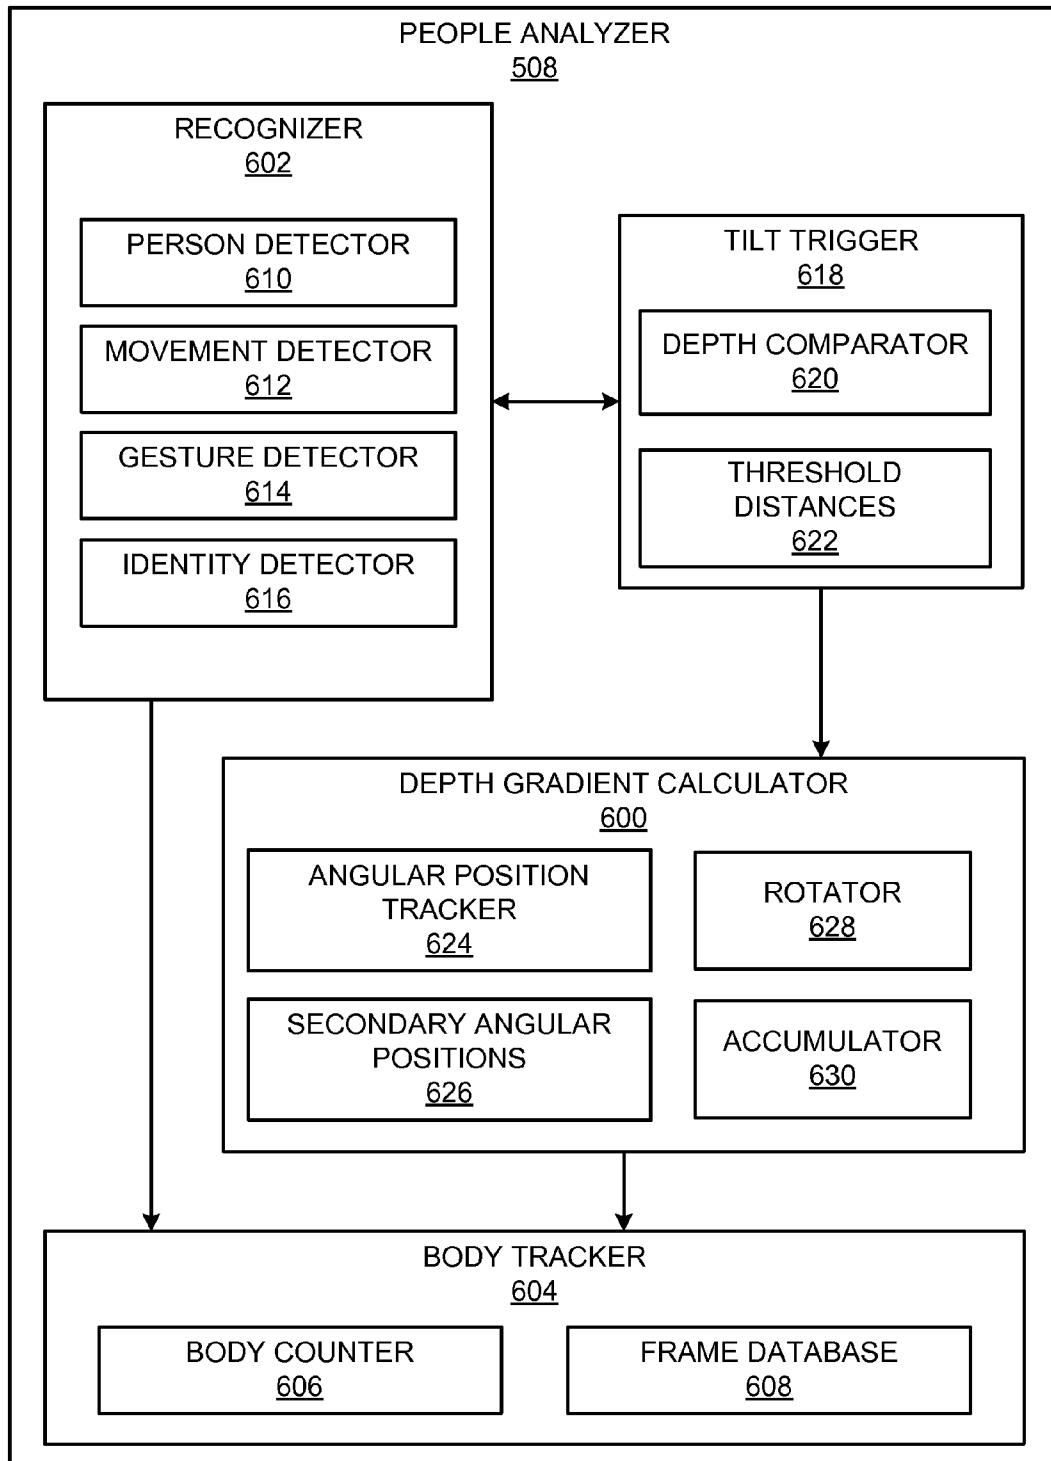 PEOPLE ANALYZER
508
RECOGNIZER
602
PERSON DETECTOR
610
MOVEMENT DETECTOR
612
GESTURE DETECTOR
614
IDENTITY DETECTOR
616
TILT TRIGGER
618
DEPTH COMPARATOR
620
THRESHOLD
DISTANCES
622
DEPTH GRADIENT CALCULATOR
600
ANGULAR POSITION
TRACKER
624
ROTATOR
628
SECONDARY ANGULAR
POSITIONS
626
ACCUMULATOR
630
BODY TRACKER
604
BODY COUNTER
606
FRAME DATABASE
608